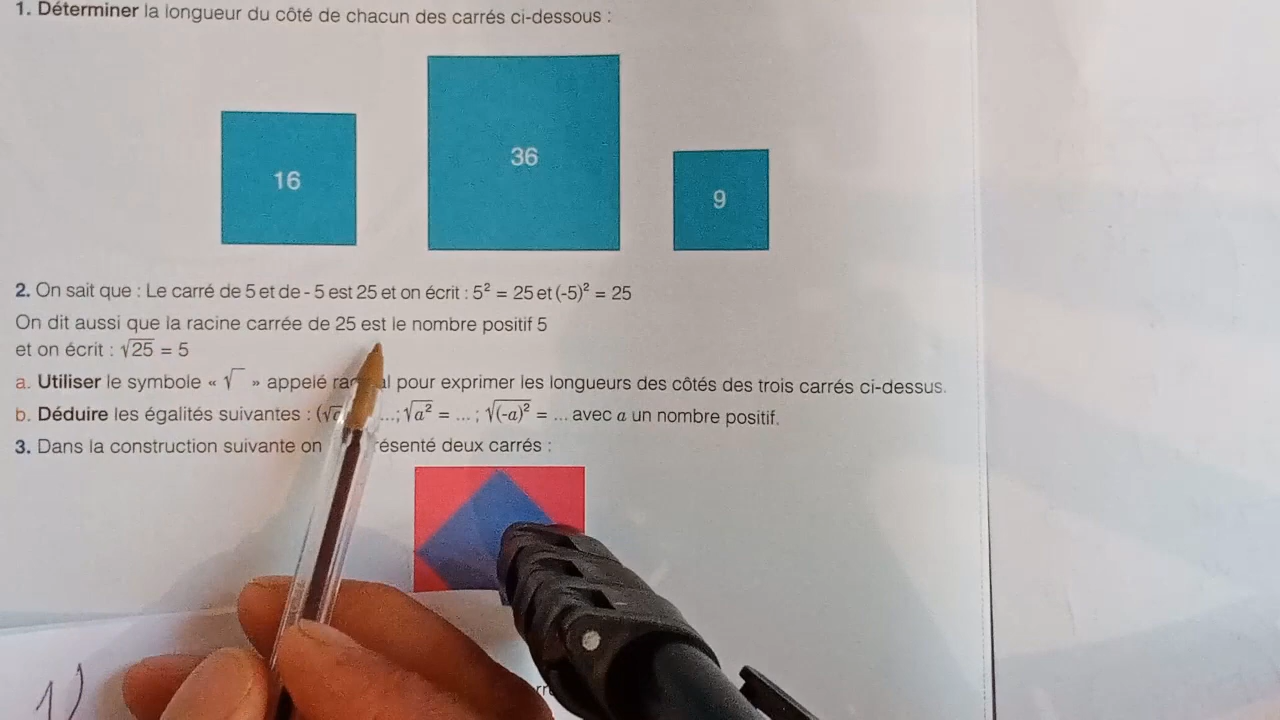 1. Déterminer la longueur du côté de chacun des carrés ci-dessous :
16
36
9
2. On sait que : Le carré de 5 et de - 5 est 25 et on écrit : 5² = 25 et (-5)² = 25
On dit aussi que la racine carrée de 25 est le nombre positif 5
et on écrit : √25 = 5
a. Utiliser le symbole « √ » appelé pour exprimer les longueurs des côtés des trois carrés ci-dessus.
b. Déduire les égalités suivantes : (√ ...; √a² = ... ; √(-a)² = ... avec a un nombre positif.
3. Dans la construction suivante on deux carrés :
1)